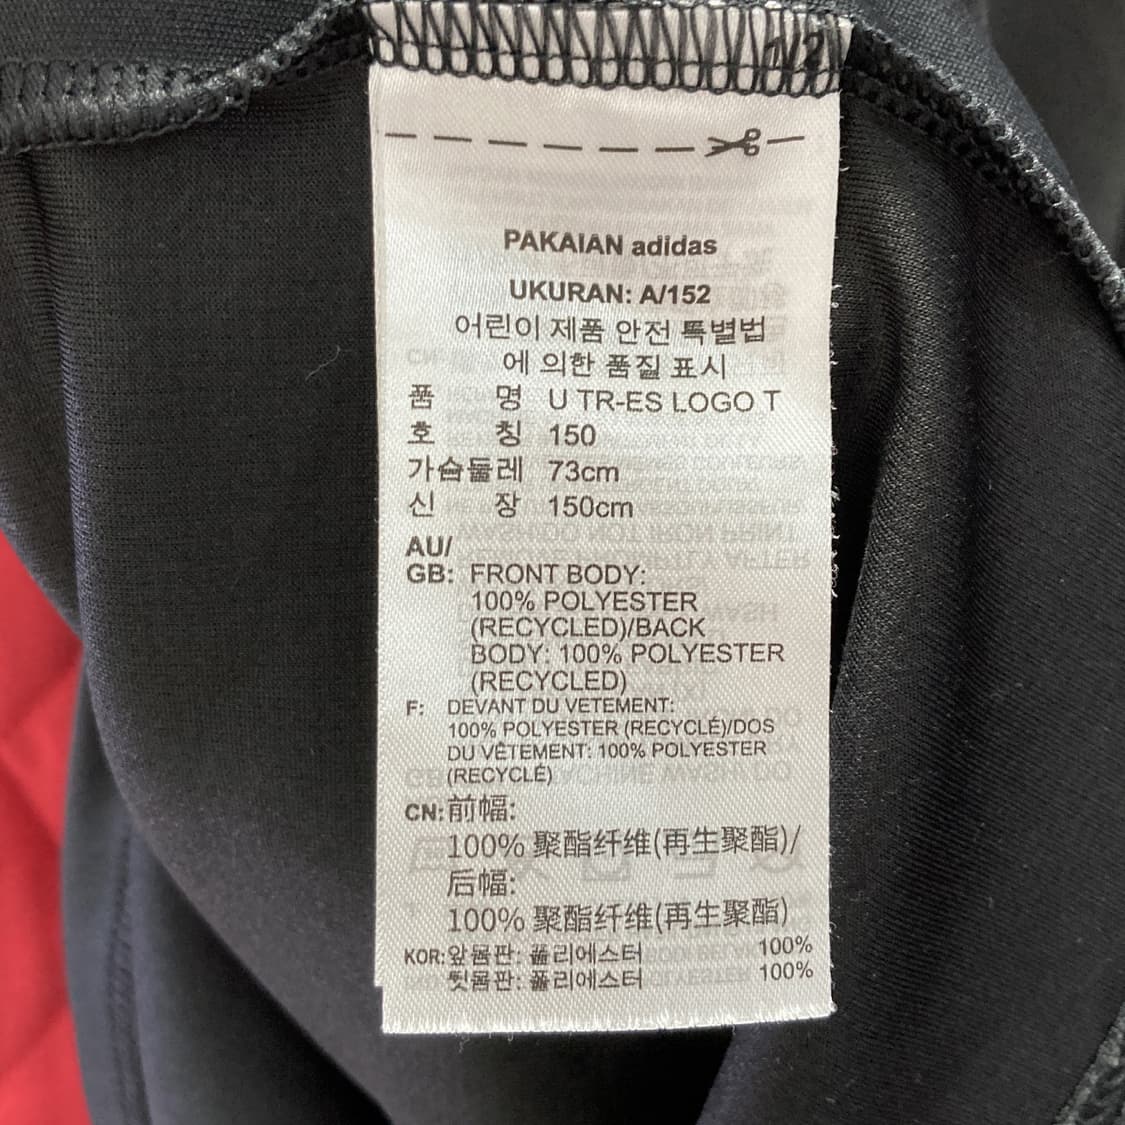 1/2
PAKAIAN adidas
UKURAN: A/152
어린이 제품 안전 특별법
에 의한 품질 표시
품 명 U TR-ES LOGO T
호 칭 150
가슴둘레 73cm
신 장 150cm
AU/
GB: FRONT BODY:
100% POLYESTER
(RECYCLED)/BACK
BODY: 100% POLYESTER
(RECYCLED)
F: DEVANT DU VETEMENT:
100% POLYESTER (RECYCLÉ)/DOS
DU VÊTEMENT: 100% POLYESTER
(RECYCLÉ)
CN: 前幅:
100% 聚酯纤维(再生聚酯)/
后幅:
100% 聚酯纤维(再生聚酯)
KOR: 앞몸판: 폴리에스터 100%
뒷몸판: 폴리에스터 100%